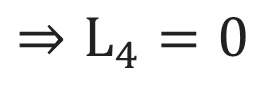 ⇒ L₄ = 0